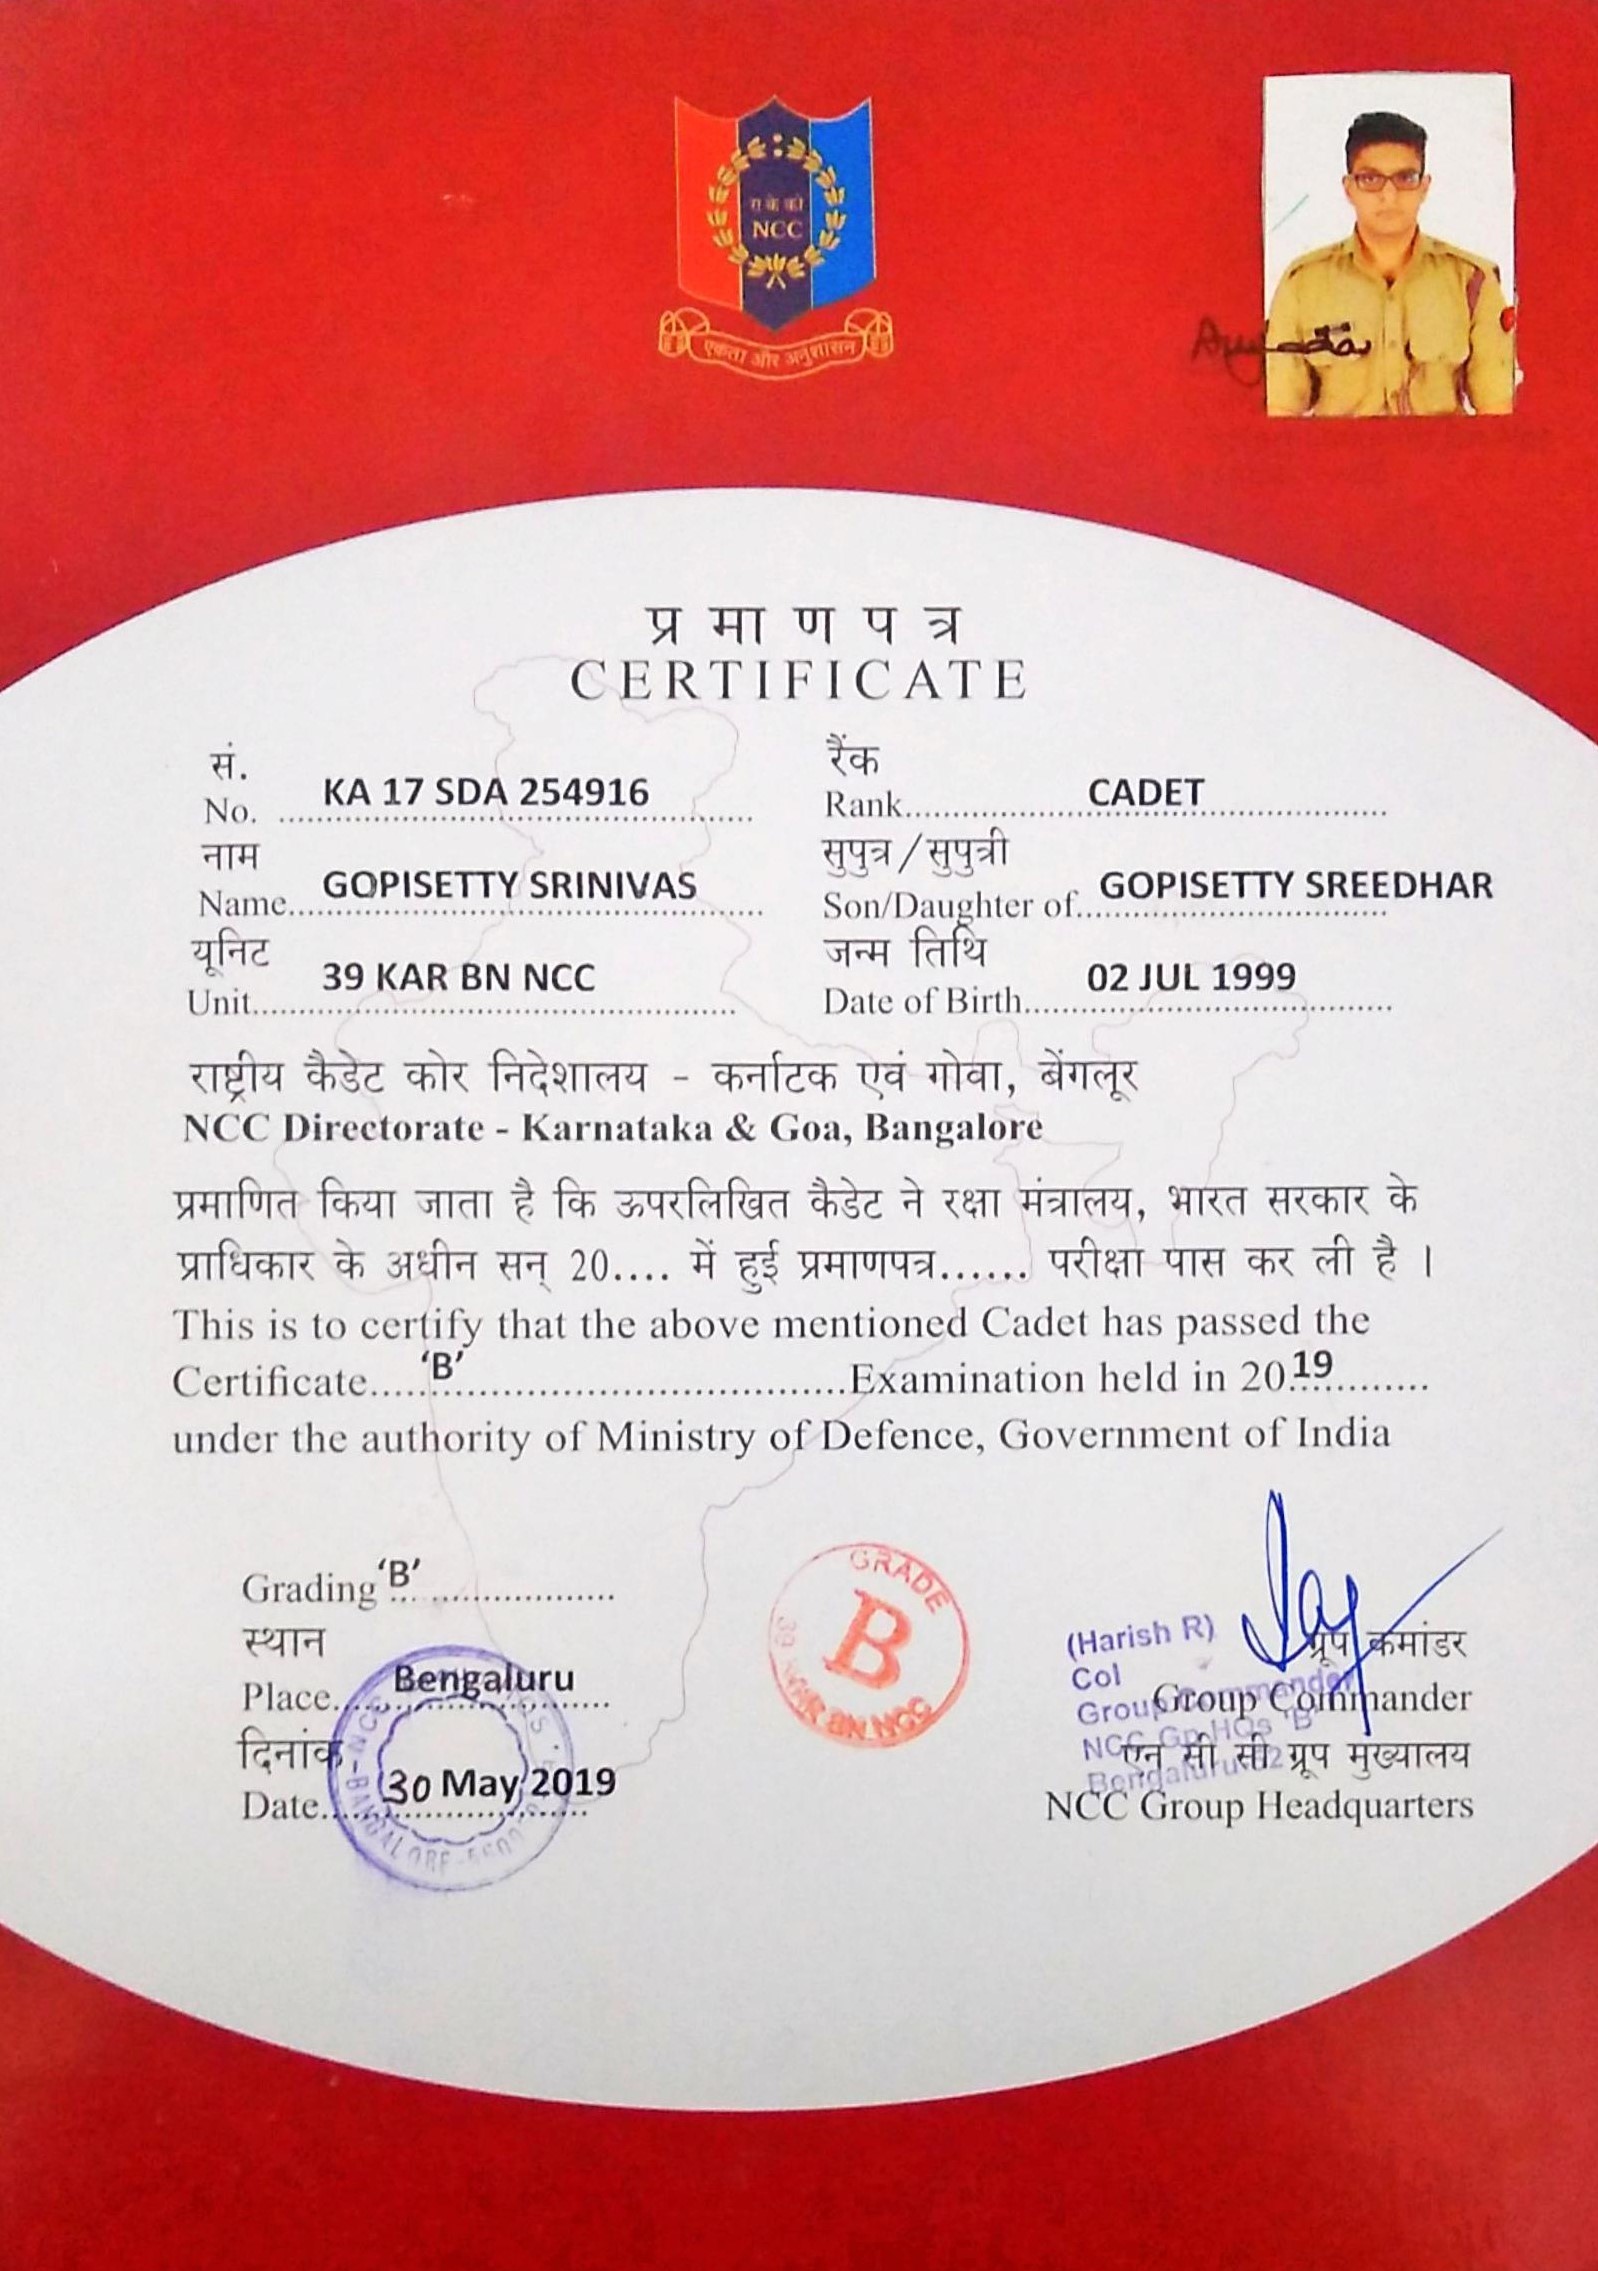 रा के को
NCC
एकता और अनुशासन
प्रमाणपत्र
CERTIFICATE
सं.
No. KA 17 SDA 254916
रैंक
Rank CADET
नाम
Name GOPISETTY SRINIVAS
सुपुत्र/सुपुत्री
Son/Daughter of GOPISETTY SREEDHAR
यूनिट
Unit 39 KAR BN NCC
जन्म तिथि
Date of Birth 02 JUL 1999
राष्ट्रीय कैडेट कोर निदेशालय - कर्नाटक एवं गोवा, बेंगलूर
NCC Directorate - Karnataka & Goa, Bangalore
प्रमाणित किया जाता है कि ऊपरलिखित कैडेट ने रक्षा मंत्रालय, भारत सरकार के
प्राधिकार के अधीन सन् 20.... में हुई प्रमाणपत्र...... परीक्षा पास कर ली है ।
This is to certify that the above mentioned Cadet has passed the
Certificate 'B' Examination held in 2019
under the authority of Ministry of Defence, Government of India
Grading 'B'
स्थान
Place Bengaluru
दिनांक
Date 30 May 2019
GRADE
B
39 KAR BN NCC
(Harish R)
Col
Group Commander
NCC Gp HQs 'B'
ग्रूप कमांडर
Group Commander
एन सी सी ग्रूप मुख्यालय
NCC Group Headquarters